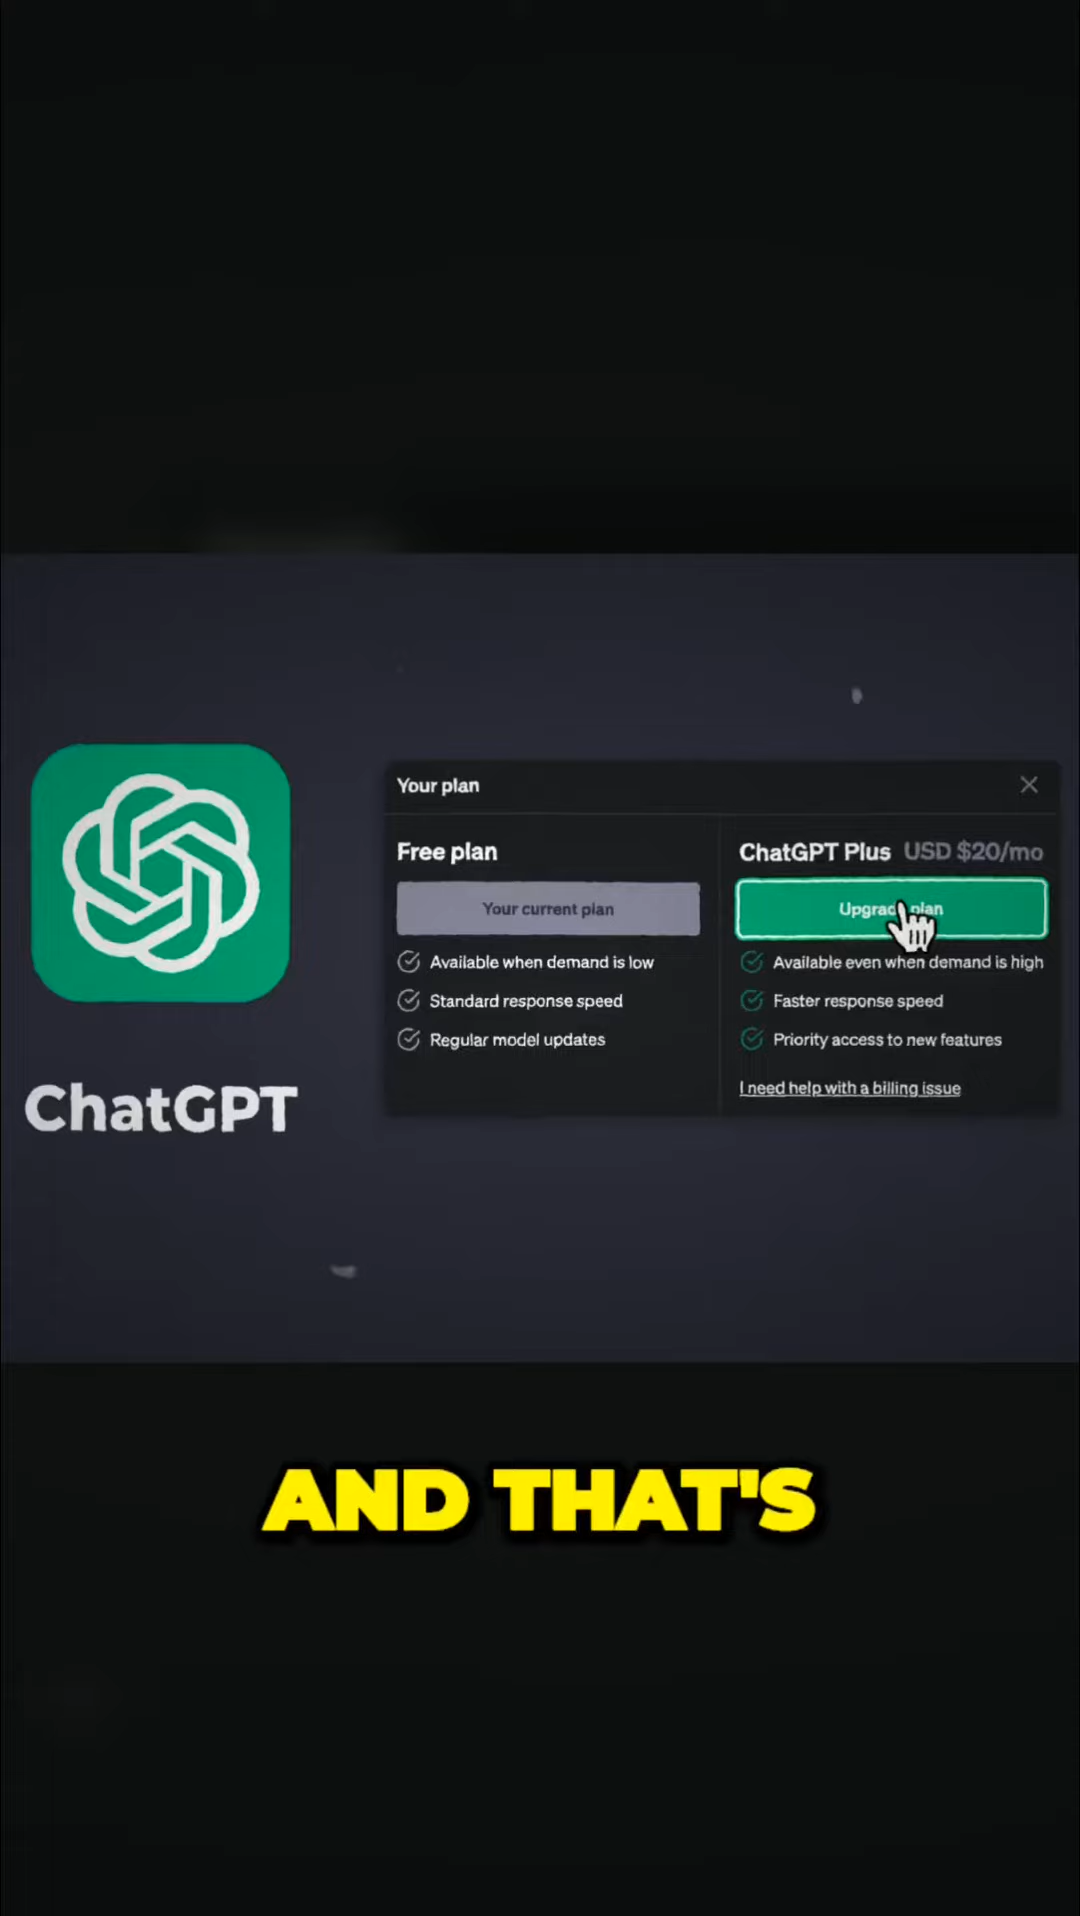 Your plan
Free plan
Your current plan
Available when demand is low
Standard response speed
Regular model updates
ChatGPT Plus USD $20/mo
Upgrade plan
Available even when demand is high
Faster response speed
Priority access to new features
I need help with a billing issue
ChatGPT
AND THAT'S